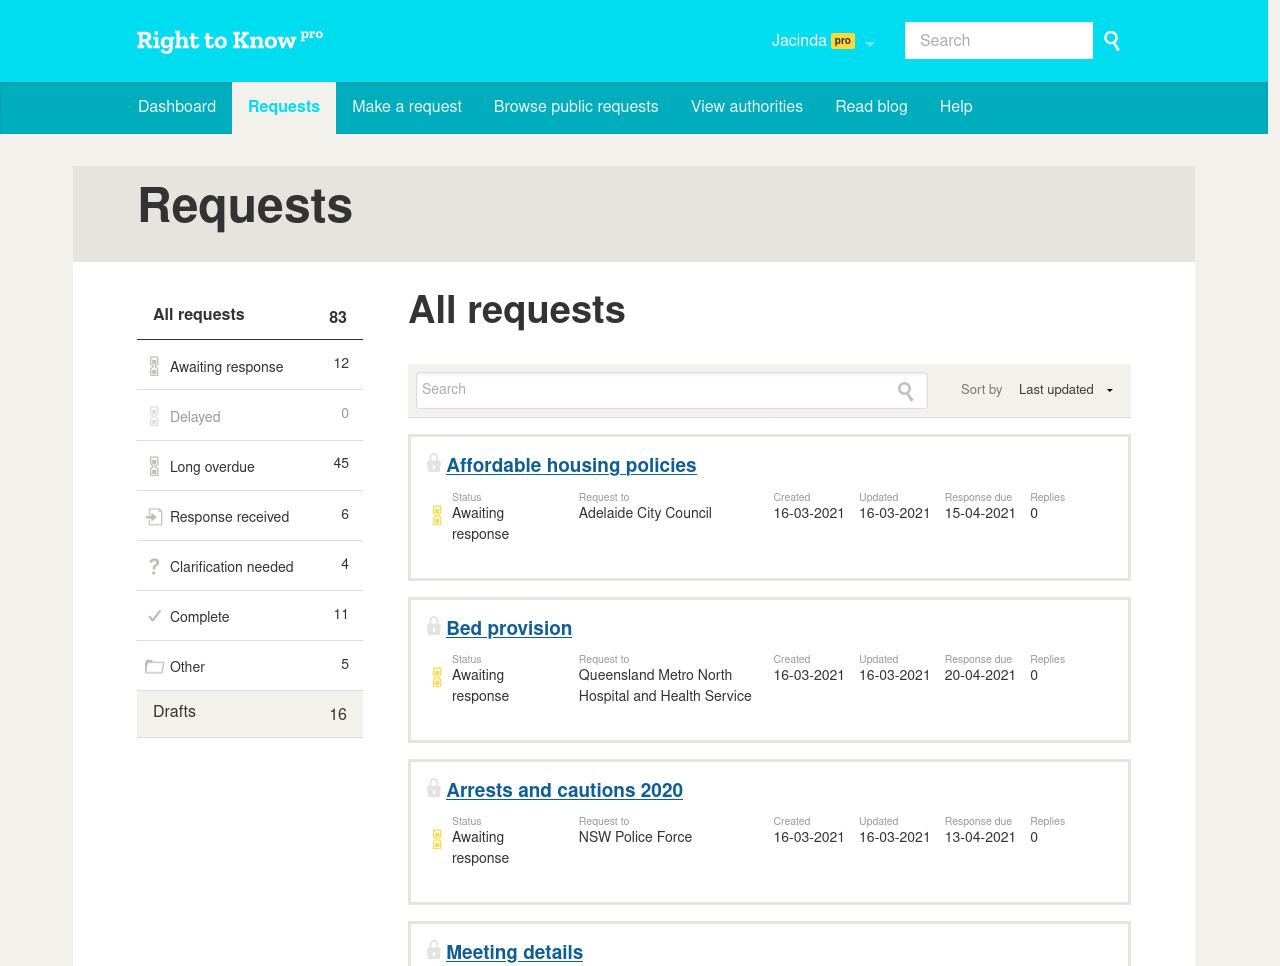 Right to Know pro
Jacinda pro
Search
Dashboard Requests Make a request Browse public requests View authorities Read blog Help
Requests
All requests 83
Awaiting response 12
Delayed 0
Long overdue 45
Response received 6
Clarification needed 4
Complete 11
Other 5
Drafts 16
All requests
Search
Sort by Last updated
Affordable housing policies
Status Request to Created Updated Response due Replies
Awaiting Adelaide City Council 16-03-2021 16-03-2021 15-04-2021 0
response
Bed provision
Status Request to Created Updated Response due Replies
Awaiting Queensland Metro North 16-03-2021 16-03-2021 20-04-2021 0
response Hospital and Health Service
Arrests and cautions 2020
Status Request to Created Updated Response due Replies
Awaiting NSW Police Force 16-03-2021 16-03-2021 13-04-2021 0
response
Meeting details